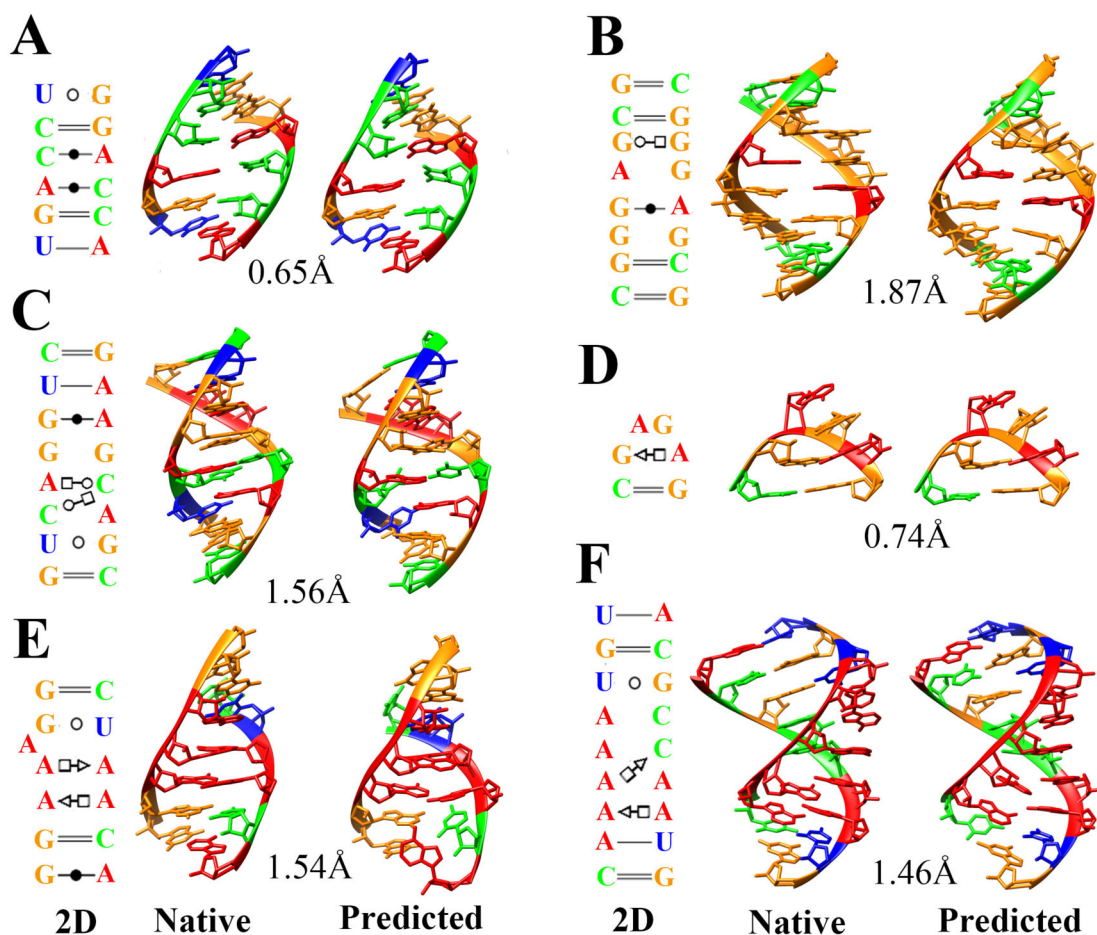 A
U G
C G
C A
A C
G C
U A
0.65Å
B
G C
C G
G G
A G
G A
G G
G C
C G
1.87Å
C
C G
U A
G A
G G
A C
C A
U G
G C
1.56Å
D
A G
G A
C G
0.74Å
E
G C
G U
A
A A
A A
G C
G A
1.54Å
2D Native Predicted
F
U A
G C
U G
A C
A C
A A
A A
A U
C G
1.46Å
2D Native Predicted